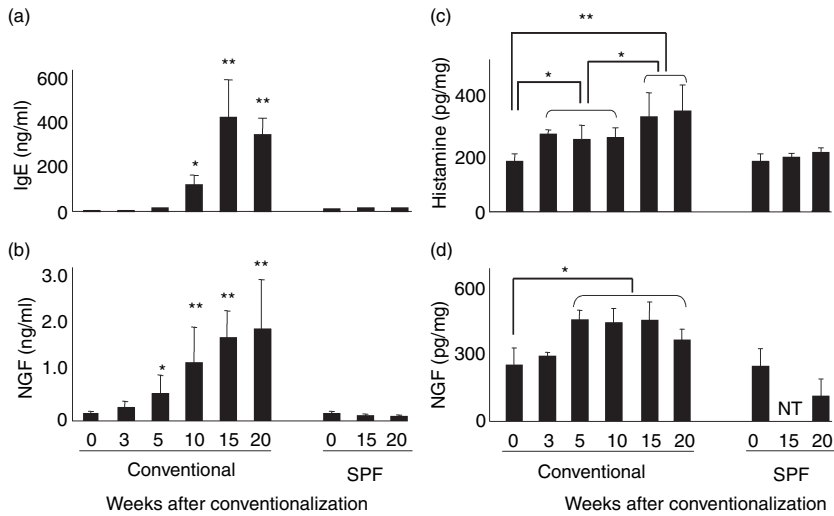 (a)
IgE (ng/ml)
600
400
200
0
*
**
**
(b)
NGF (ng/ml)
3.0
2.0
1.0
0
*
**
**
**
0 3 5 10 15 20 0 15 20
Conventional SPF
Weeks after conventionalization
(c)
Histamine (pg/mg)
400
200
0
**
*
*
(d)
NGF (pg/mg)
600
300
0
*
NT
0 3 5 10 15 20 0 15 20
Conventional SPF
Weeks after conventionalization